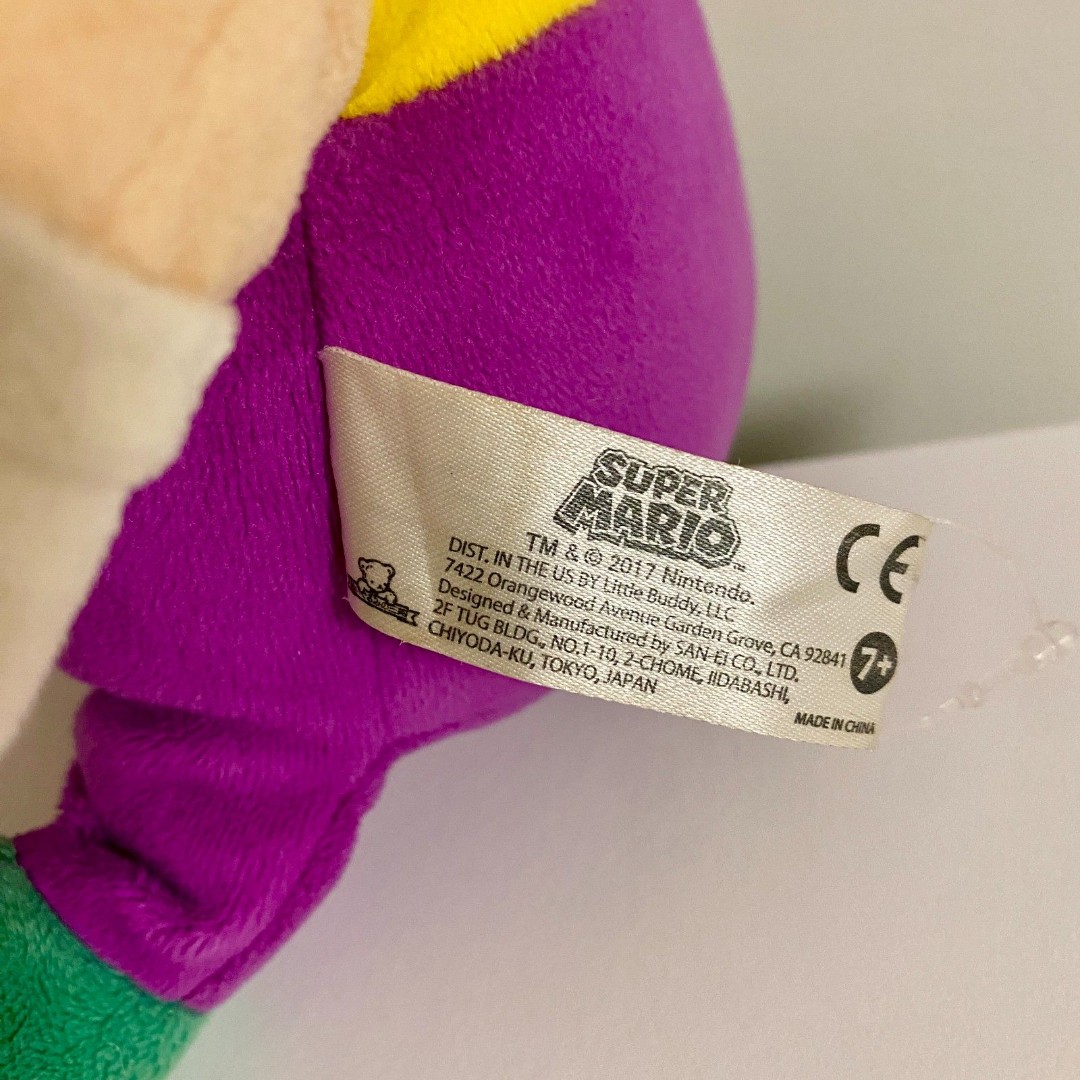 SUPER
MARIO™
TM & © 2017 Nintendo.
DIST. IN THE US BY Little Buddy, LLC
7422 Orangewood Avenue Garden Grove, CA 92841
Designed & Manufactured by SAN-EI CO., LTD.
2F TUG BLDG., NO.1-10, 2-CHOME, IIDABASHI,
CHIYODA-KU, TOKYO, JAPAN
CE
7+
MADE IN CHINA